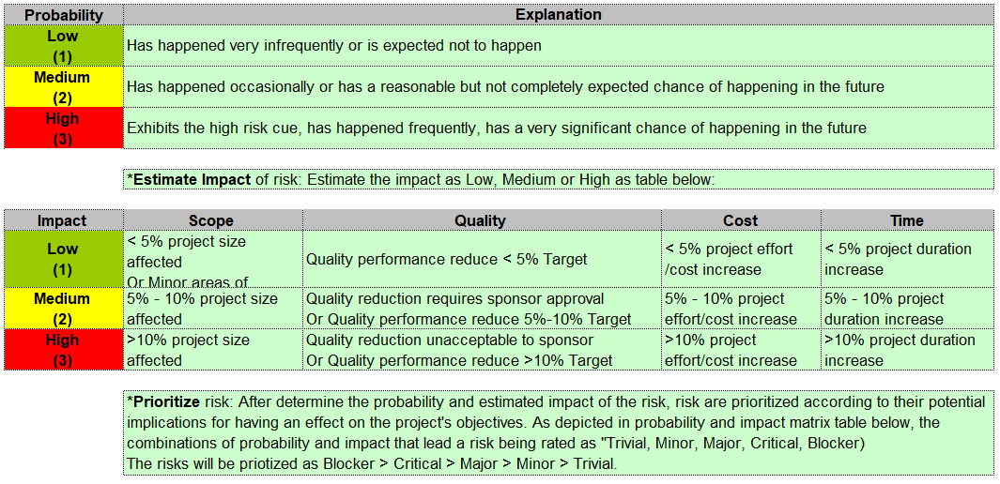 Probability Explanation
Low
(1)
Has happened very infrequently or is expected not to happen
Medium
(2)
Has happened occasionally or has a reasonable but not completely expected chance of happening in the future
High
(3)
Exhibits the high risk cue, has happened frequently, has a very significant chance of happening in the future
*Estimate Impact of risk: Estimate the impact as Low, Medium or High as table below:
Impact Scope Quality Cost Time
Low
(1)
< 5% project size
affected
Or Minor areas of
Quality performance reduce < 5% Target
< 5% project effort
/cost increase
< 5% project duration
increase
Medium
(2)
5% - 10% project size
affected
Quality reduction requires sponsor approval
Or Quality performance reduce 5%-10% Target
5% - 10% project
effort/cost increase
5% - 10% project
duration increase
High
(3)
>10% project size
affected
Quality reduction unacceptable to sponsor
Or Quality performance reduce >10% Target
>10% project
effort/cost increase
>10% project duration
increase
*Prioritize risk: After determine the probability and estimated impact of the risk, risk are prioritized according to their potential
implications for having an effect on the project's objectives. As depicted in probability and impact matrix table below, the
combinations of probability and impact that lead a risk being rated as "Trivial, Minor, Major, Critical, Blocker)
The risks will be priotized as Blocker > Critical > Major > Minor > Trivial.